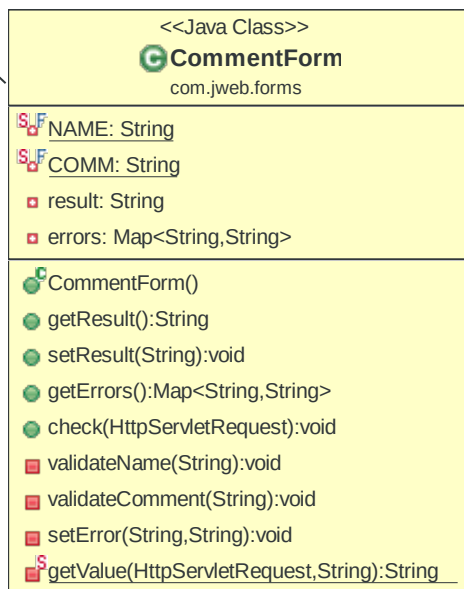 <<Java Class>>
C CommentForm
com.jweb.forms
S F NAME: String
S F COMM: String
result: String
errors: Map<String,String>
C CommentForm()
getResult():String
setResult(String):void
getErrors():Map<String,String>
check(HttpServletRequest):void
validateName(String):void
validateComment(String):void
setError(String,String):void
S getValue(HttpServletRequest,String):String